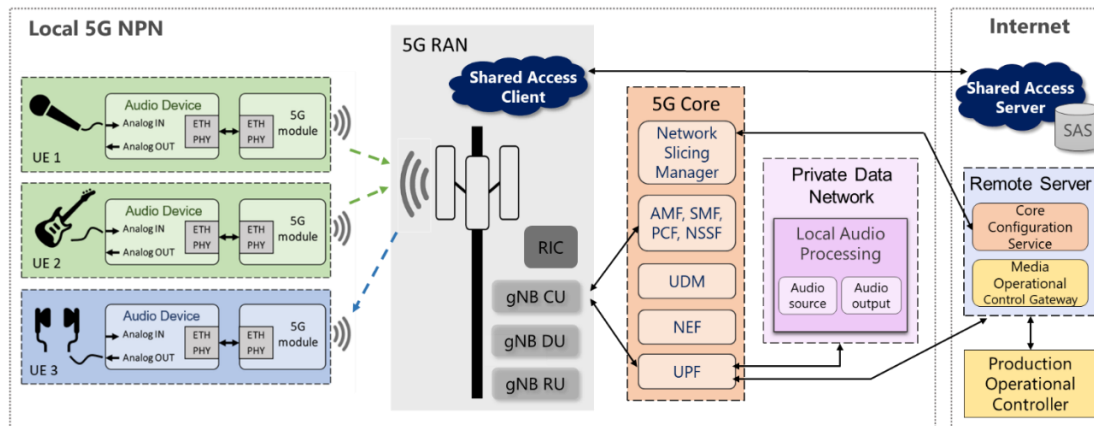 Local 5G NPN
Audio Device
Analog IN
Analog OUT
ETH
PHY
ETH
PHY
5G
module
UE 1
Audio Device
Analog IN
Analog OUT
ETH
PHY
ETH
PHY
5G
module
UE 2
Audio Device
Analog IN
Analog OUT
ETH
PHY
ETH
PHY
5G
module
UE 3
5G RAN
Shared Access
Client
RIC
gNB CU
gNB DU
gNB RU
5G Core
Network
Slicing
Manager
AMF, SMF,
PCF, NSSF
UDM
NEF
UPF
Private Data
Network
Local Audio
Processing
Audio
source
Audio
output
Internet
Shared Access
Server
SAS
Remote Server
Core
Configuration
Service
Media
Operational
Control Gateway
Production
Operational
Controller